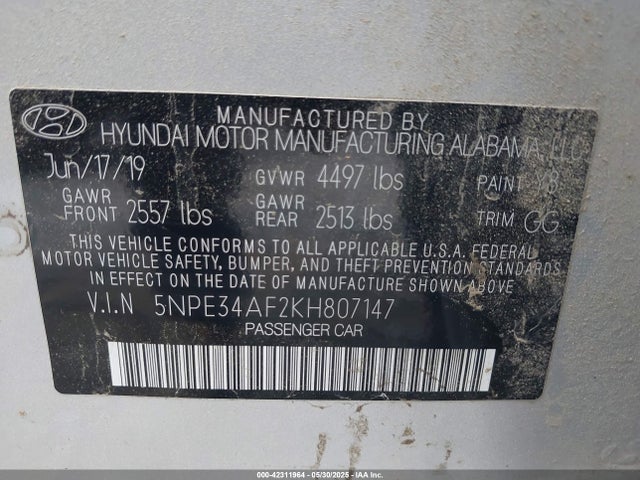 MANUFACTURED BY
HYUNDAI MOTOR MANUFACTURING ALABAMA, LLC
Jun/17/19 GVWR 4497 lbs PAINT Y8
GAWR FRONT 2557 lbs GAWR REAR 2513 lbs TRIM GG
THIS VEHICLE CONFORMS TO ALL APPLICABLE U.S.A. FEDERAL
MOTOR VEHICLE SAFETY, BUMPER, AND THEFT PREVENTION STANDARDS
IN EFFECT ON THE DATE OF MANUFACTURE SHOWN ABOVE.
V.I.N 5NPE34AF2KH807147
PASSENGER CAR
000-42311964 - 05/30/2025 - IAA Inc.